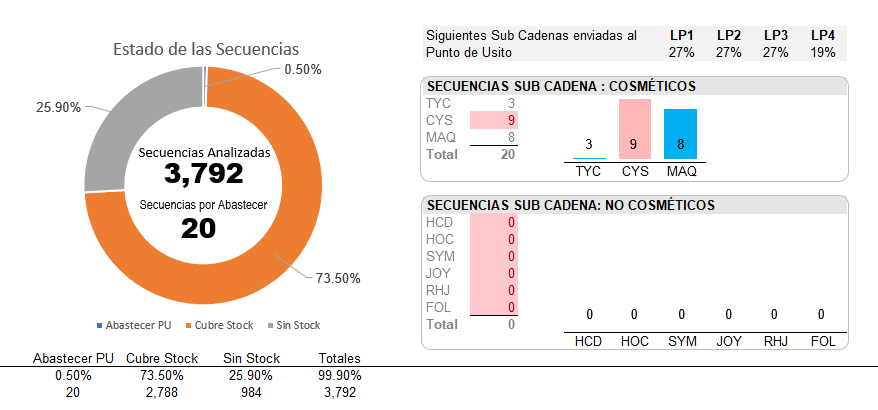 Estado de las Secuencias
0.50%
25.90%
Secuencias Analizadas
3,792
Secuencias por Abastecer
20
73.50%
Abastecer PU Cubre Stock Sin Stock
Abastecer PU Cubre Stock Sin Stock Totales
0.50% 73.50% 25.90% 99.90%
20 2,788 984 3,792
Siguientes Sub Cadenas enviadas al LP1 LP2 LP3 LP4
Punto de Usito 27% 27% 27% 19%
SECUENCIAS SUB CADENA : COSMÉTICOS
TYC 3
CYS 9
MAQ 8
Total 20
3 9 8
TYC CYS MAQ
SECUENCIAS SUB CADENA: NO COSMÉTICOS
HCD 0
HOC 0
SYM 0
JOY 0
RHJ 0
FOL 0
Total 0
0 0 0 0 0 0
HCD HOC SYM JOY RHJ FOL